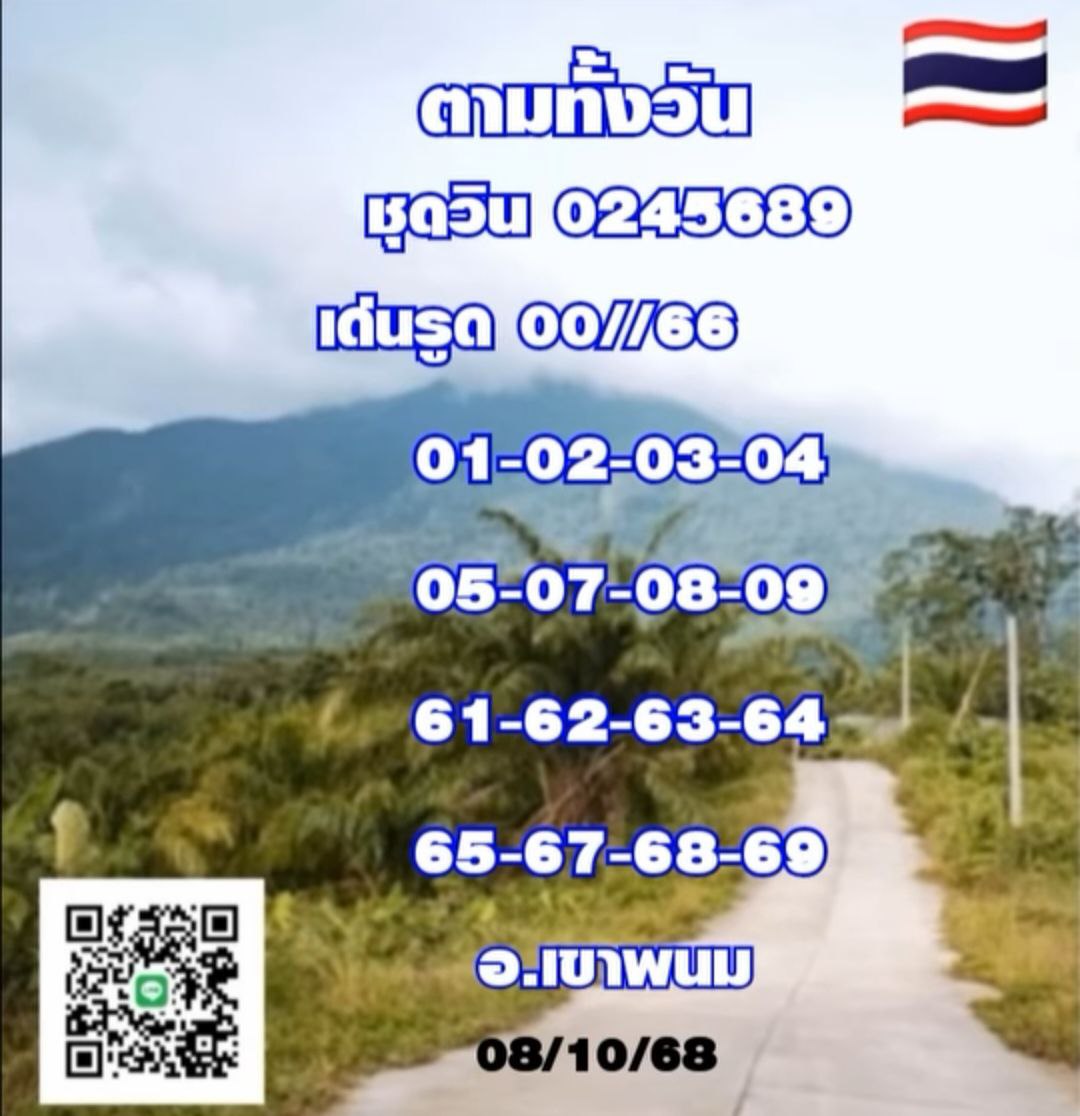 ตามทั้งวัน
ชุดวิน 0245689
เด่นรูด 00///66
01-02-03-04
05-07-08-09
61-62-63-64
65-67-68-69
อ.เขาพนม
08/10/68